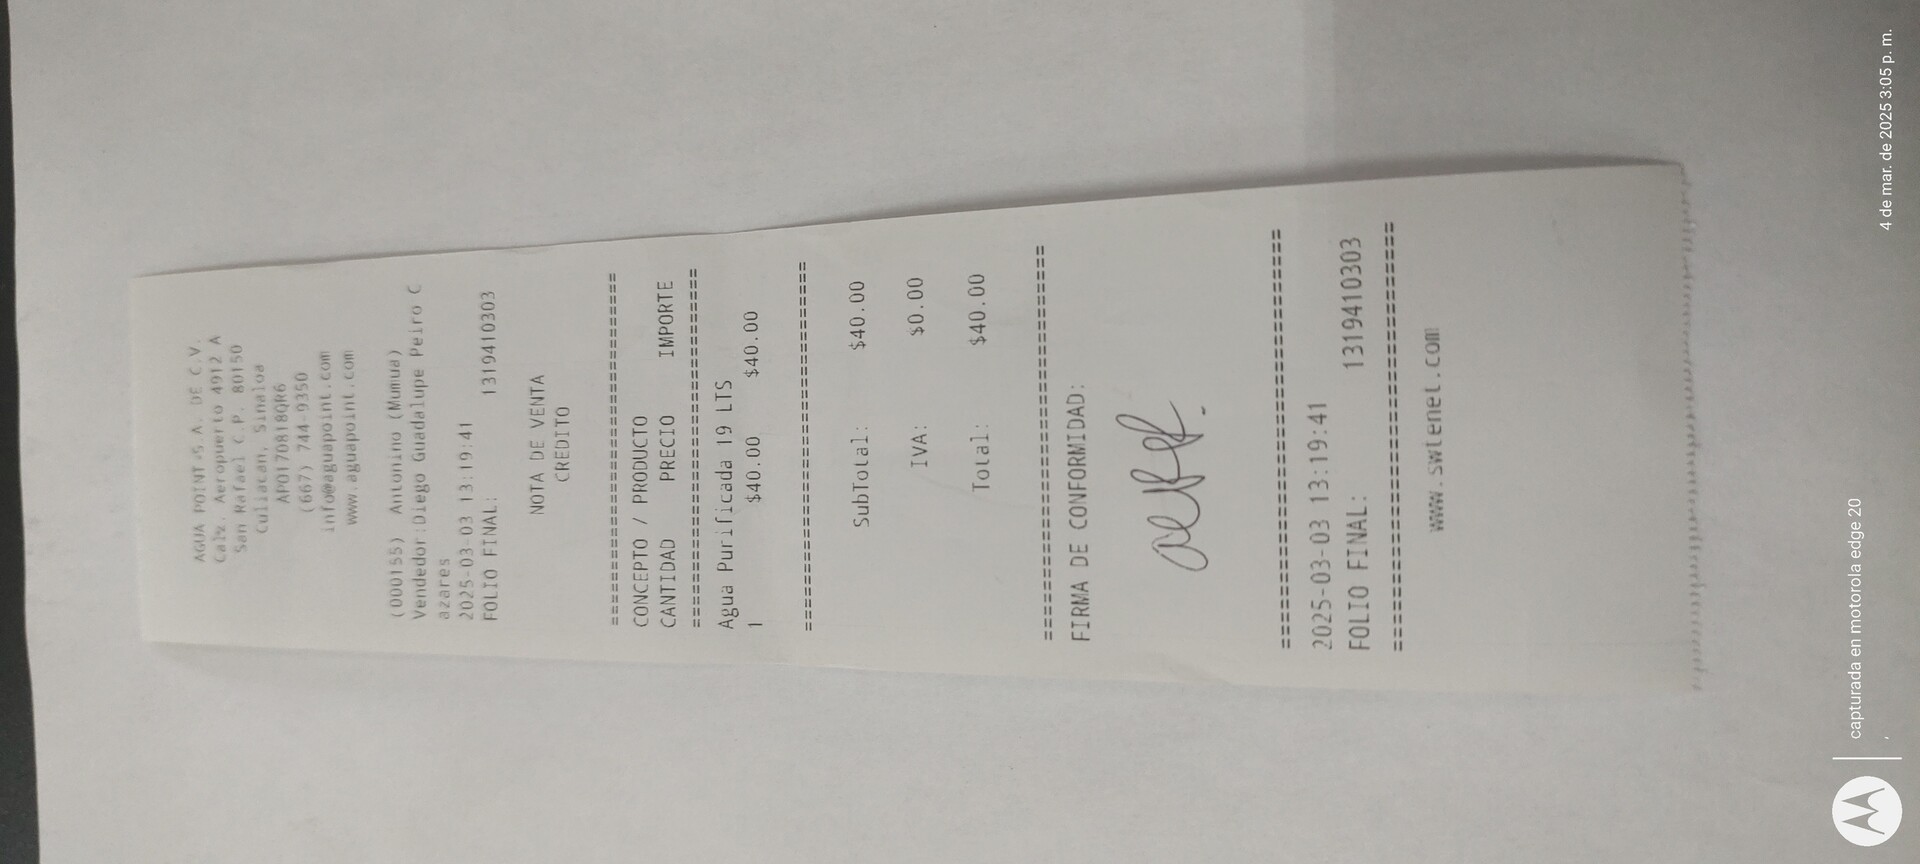 AGUA POINT S.A. DE C.V.
Calz. Aeropuerto 4912 A
San Rafael C.P. 80150
Culiacan, Sinaloa
APO170818QR6
(667) 744-9350
info@aguapoint.com
www.aguapoint.com
(000155) Antonino (Mumua)
Vendedor:Diego Guadalupe Peiro C
azares
2025-03-03 13:19:41
FOLIO FINAL: 1319410303
NOTA DE VENTA
CREDITO
================================
CONCEPTO / PRODUCTO
CANTIDAD PRECIO IMPORTE
================================
Agua Purificada 19 LTS
1 $40.00 $40.00
================================
SubTotal: $40.00
IVA: $0.00
Total: $40.00
================================
FIRMA DE CONFORMIDAD:
================================
2025-03-03 13:19:41
FOLIO FINAL: 1319410303
================================
www.swtenet.com
capturada en motorola edge 20
4 de mar. de 2025 3:05 p. m.